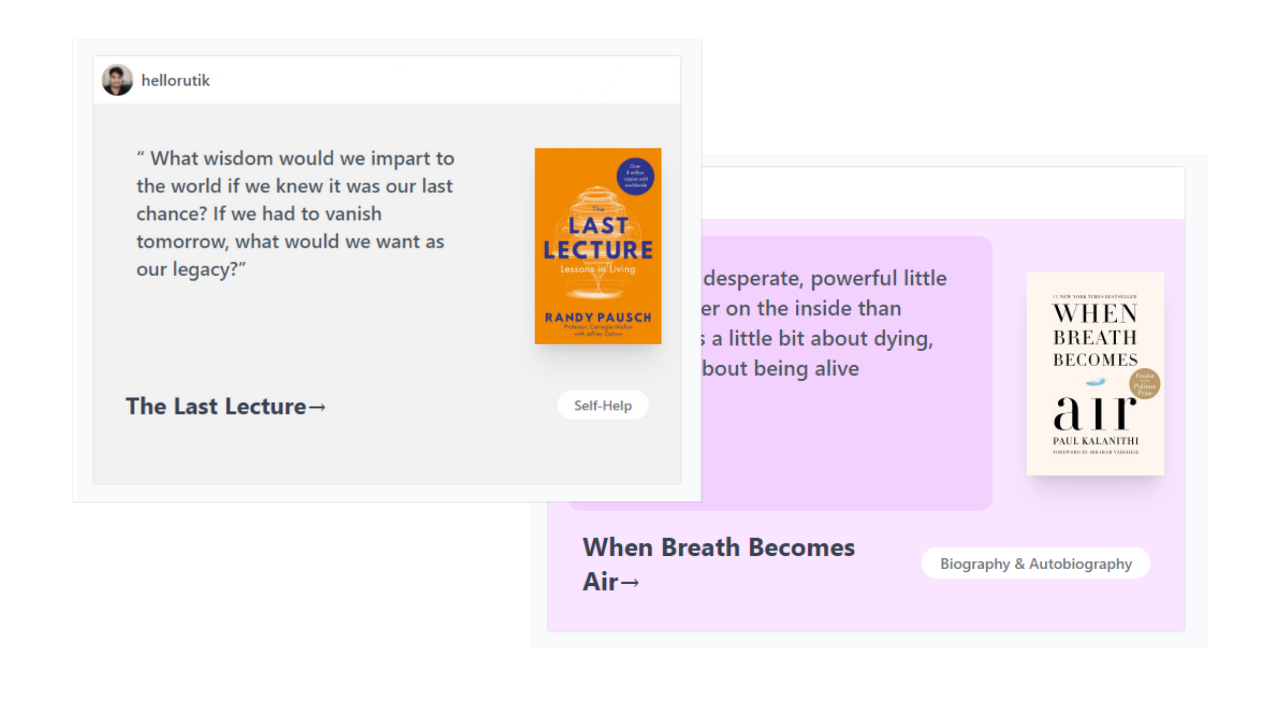 hellorutik
“ What wisdom would we impart to
the world if we knew it was our last
chance? If we had to vanish
tomorrow, what would we want as
our legacy?”
Over
8 million
copies sold
worldwide
The
LAST
LECTURE
Lessons in Living
RANDY PAUSCH
Professor, Carnegie Mellon
with Jeffrey Zaslow
The Last Lecture→
Self-Help
desperate, powerful little
er on the inside than
s a little bit about dying,
bout being alive
#1 NEW YORK TIMES BESTSELLER
WHEN
BREATH
BECOMES
Finalist
for the
Pulitzer
Prize
air
PAUL KALANITHI
FOREWORD BY ABRAHAM VERGHESE
When Breath Becomes
Air→
Biography & Autobiography